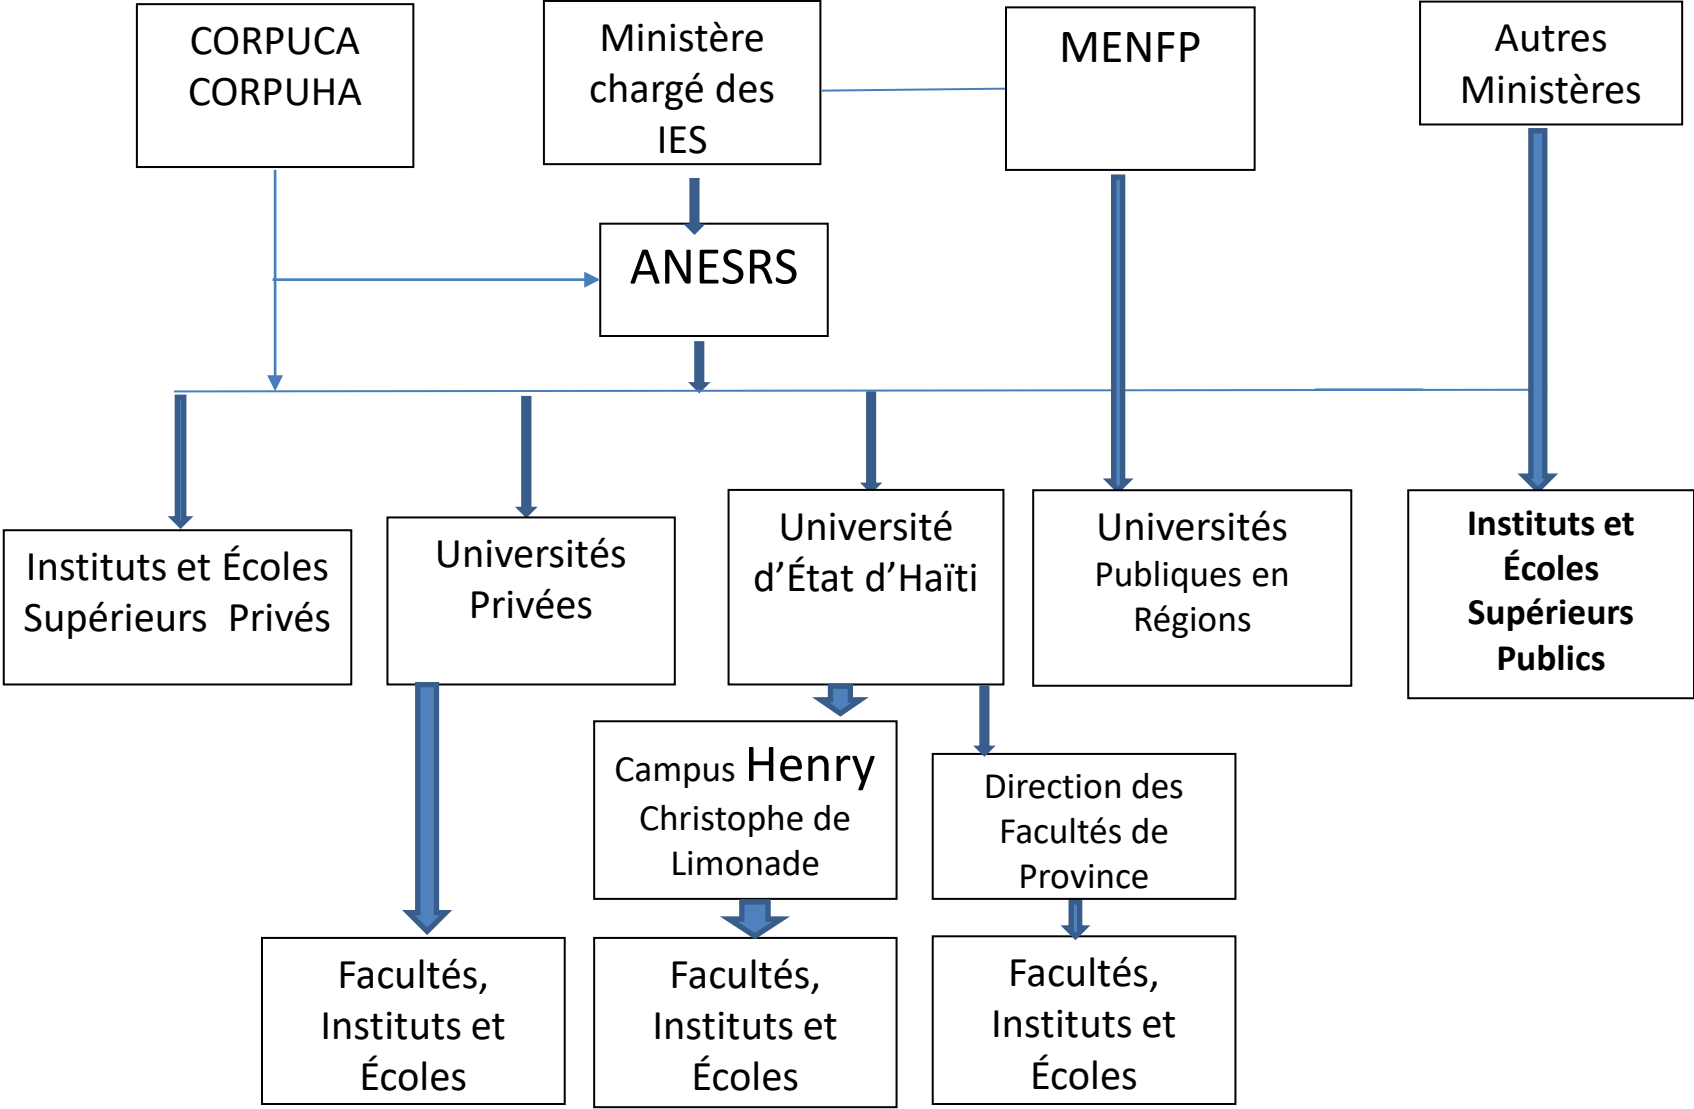 CORPUCA
CORPUHA
Ministère
chargé des
IES
MENFP
Autres
Ministères
ANESRS
Instituts et Écoles
Supérieurs  Privés
Universités
Privées
Université
d’État d’Haïti
Universités
Publiques en
Régions
Instituts et
Écoles
Supérieurs
Publics
Campus Henry
Christophe de
Limonade
Direction des
Facultés de
Province
Facultés,
Instituts et
Écoles
Facultés,
Instituts et
Écoles
Facultés,
Instituts et
Écoles